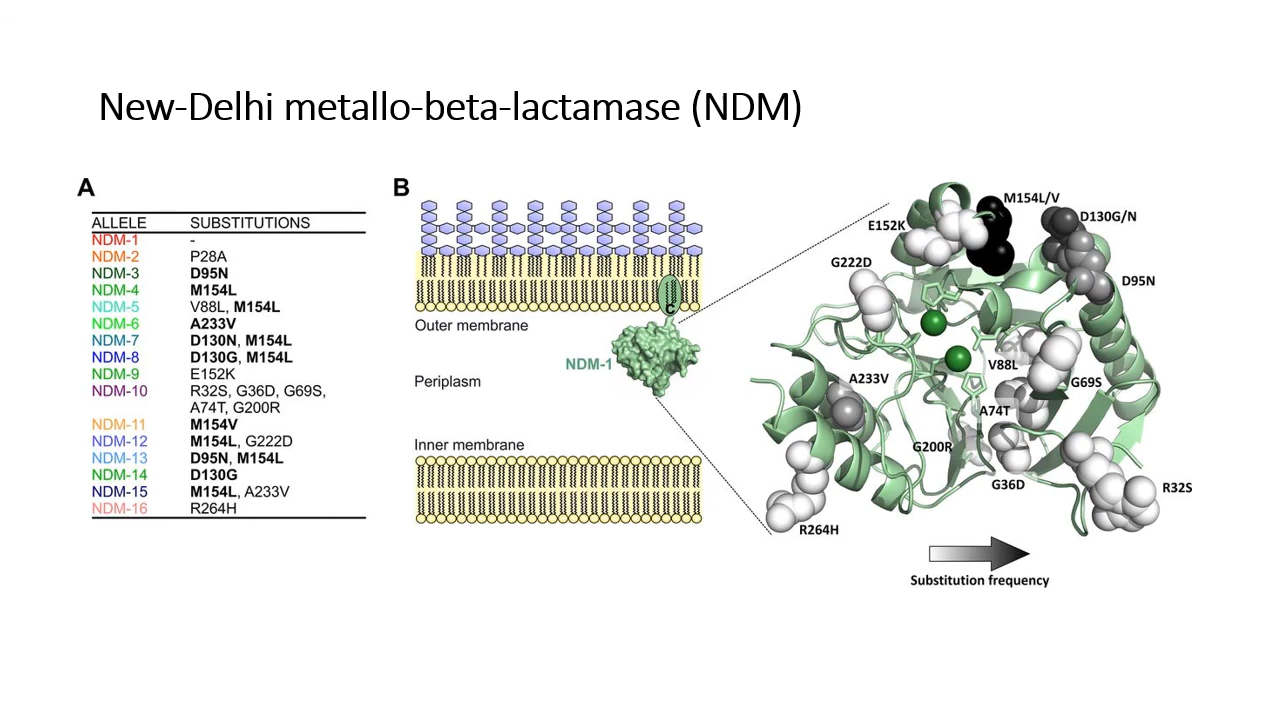 New-Delhi metallo-beta-lactamase (NDM)
A
ALLELE SUBSTITUTIONS
NDM-1 -
NDM-2 P28A
NDM-3 D95N
NDM-4 M154L
NDM-5 V88L, M154L
NDM-6 A233V
NDM-7 D130N, M154L
NDM-8 D130G, M154L
NDM-9 E152K
NDM-10 R32S, G36D, G69S,
A74T, G200R
NDM-11 M154V
NDM-12 M154L, G222D
NDM-13 D95N, M154L
NDM-14 D130G
NDM-15 M154L, A233V
NDM-16 R264H
B
C
Outer membrane
NDM-1
Periplasm
Inner membrane
M154L/V
D130G/N
E152K
G222D
D95N
V88L
A233V
G69S
A74T
G200R
G36D
R32S
R264H
Substitution frequency